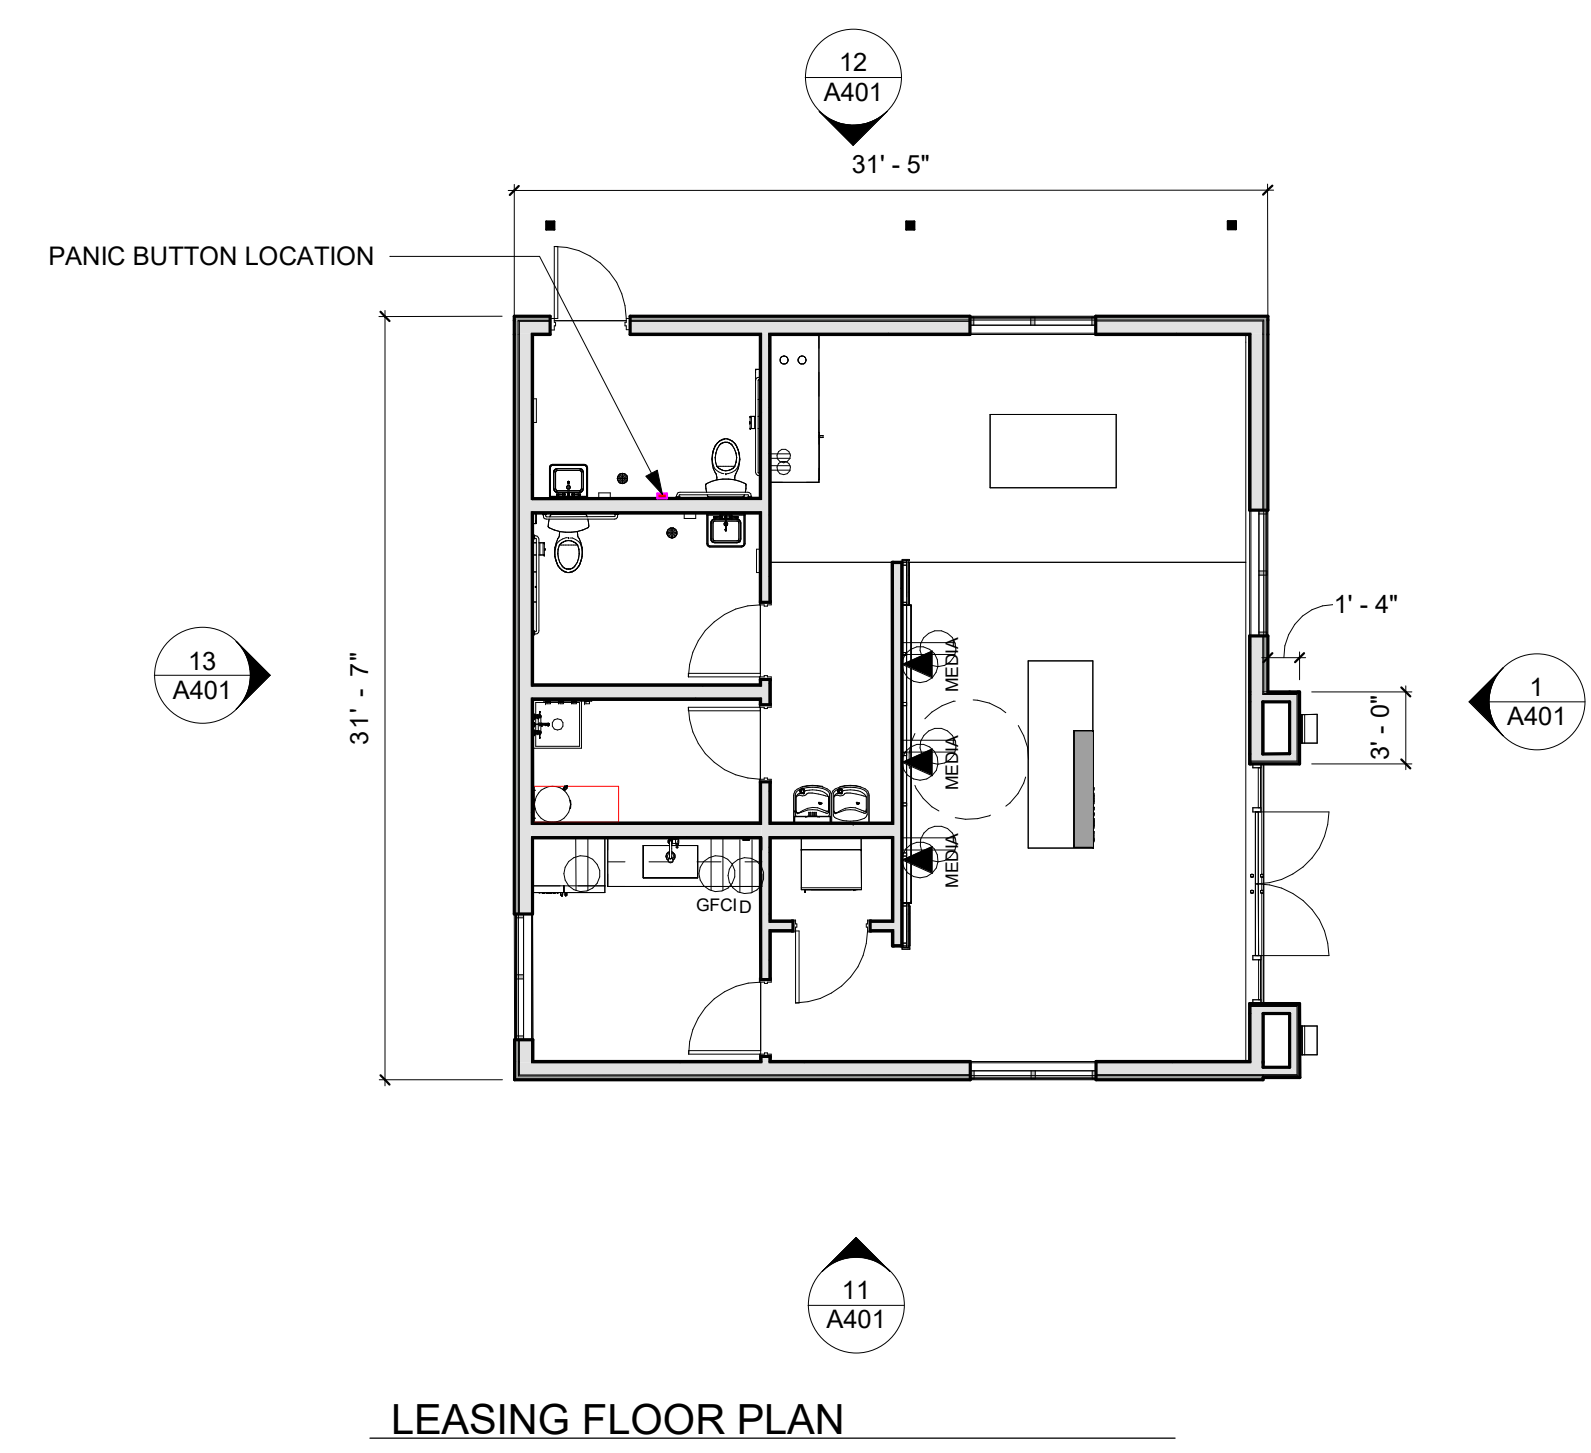 12
A401
31' - 5"
PANIC BUTTON LOCATION
1' - 4"
13
A401
31' - 7"
MEDIA
MEDIA
MEDIA
3' - 0"
1
A401
GFCI
D
11
A401
LEASING FLOOR PLAN